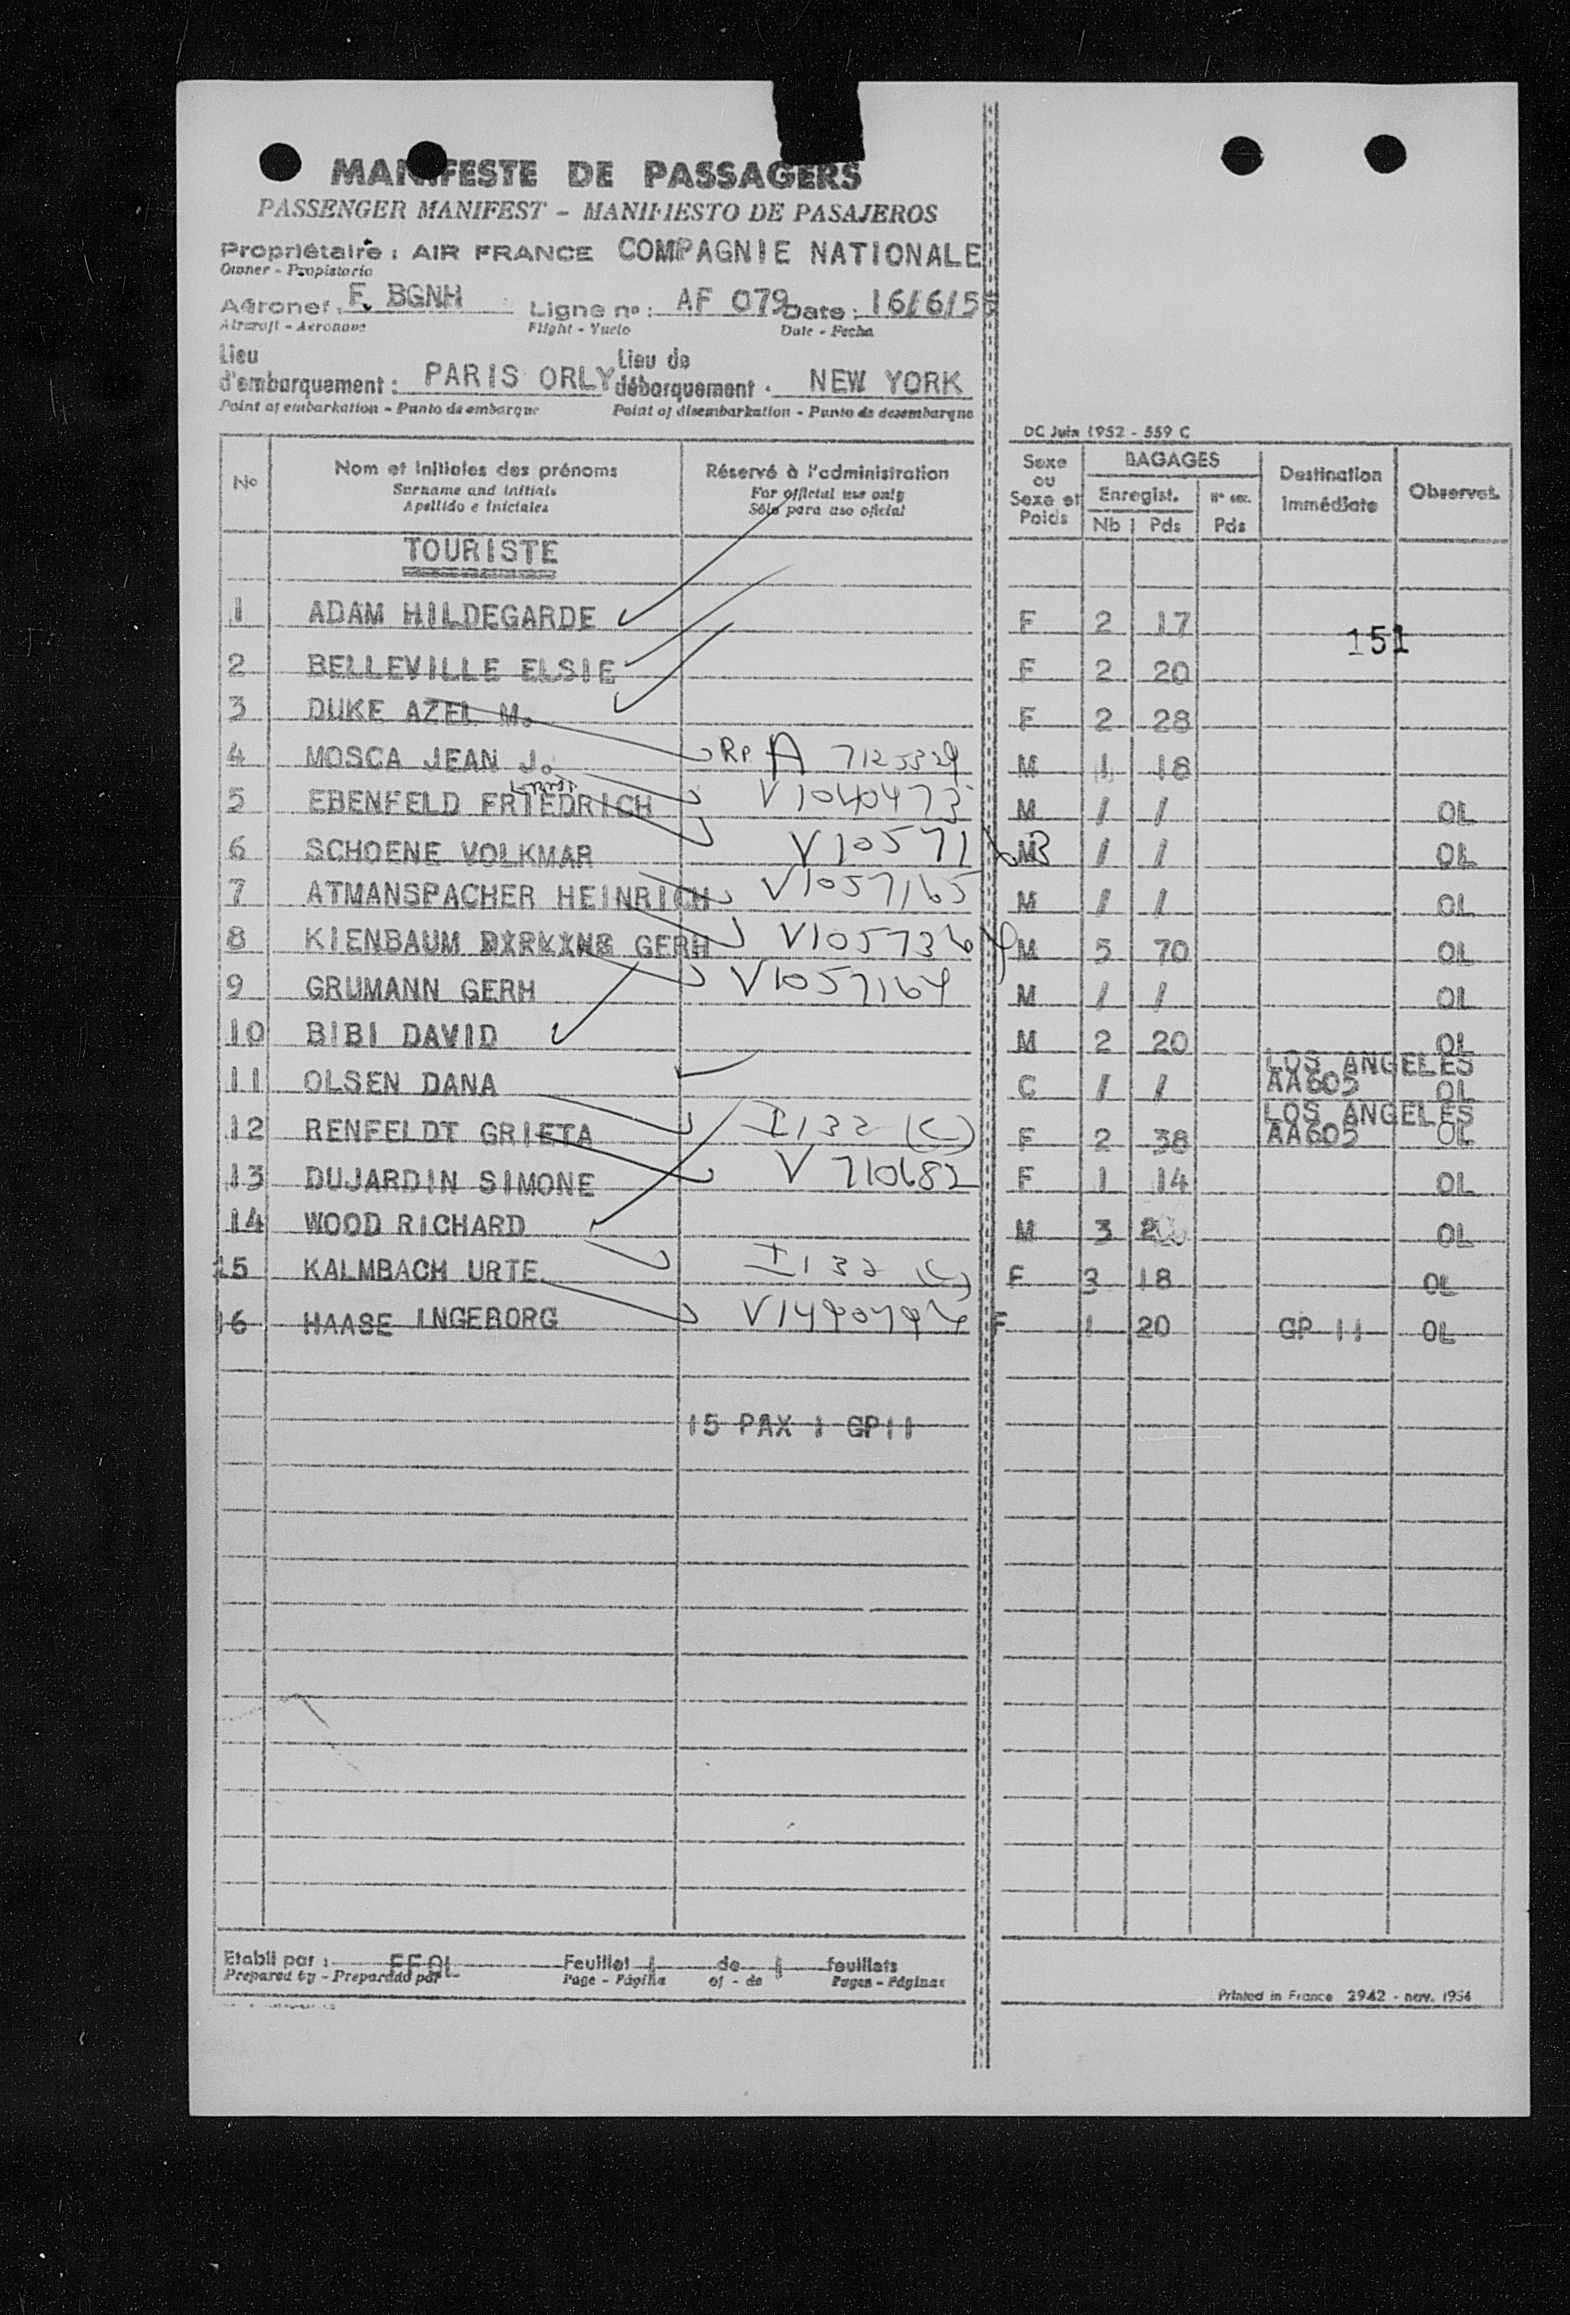 MANIFESTE DE PASSAGERS
PASSENGER MANIFEST - MANIFIESTO DE PASAJEROS
Propriétaire : AIR FRANCE COMPAGNIE NATIONALE
Owner - Propietario
Aéronef : F. BGNH Ligne n° : AF 079 Date : 16/6/5
Aircraft - Aeronave Flight - Vuelo Date - Fecha
Lieu d'embarquement : PARIS ORLY Lieu de débarquement : NEW YORK
Point of embarkation - Punto de embarque Point of disembarkation - Punto de desembarque
DC Juin 1952 - 559 C
No Nom et initiales des prénoms Réservé à l'administration Sexe ou Sexe et Poids BAGAGES Destination immédiate Observat.
Surname and initials For official use only Enregist. N° sec.
Apellido e iniciales Sólo para uso oficial Nb Pds Pds
TOURISTE
1 ADAM HILDEGARDE F 2 17
151
2 BELLEVILLE ELSIE F 2 20
3 DUKE AZEL M. F 2 28
4 MOSCA JEAN J. RP A 7125329 M 1 18
Ernst
5 EBENFELD FRIEDRICH V1040473 M / / OL
6 SCHOENE VOLKMAR V10571 M / / OL
7 ATMANSPACHER HEINRICH V1057165 M / / OL
8 KIENBAUM GERH V105736 M 5 70 OL
9 GRUMANN GERH V1057164 M / / OL
10 BIBI DAVID M 2 20 OL
LOS ANGELES
11 OLSEN DANA C / / AA605 OL
LOS ANGELES
12 RENFELDT GRIETA I132 (C) F 2 38 AA605 OL
13 DUJARDIN SIMONE V 710682 F 1 14 OL
14 WOOD RICHARD M 3 OL
15 KALMBACH URTE I132 (C) F 3 18 OL
16 HAASE INGEBORG F 1 20 GP 11 OL
15 PAX 1 GP11
Etabli par : Feuillet 1 de 1 feuillets
Prepared by - Preparado por Page - Página of - de Pages - Páginas
Printed in France 2942 - nov. 1954